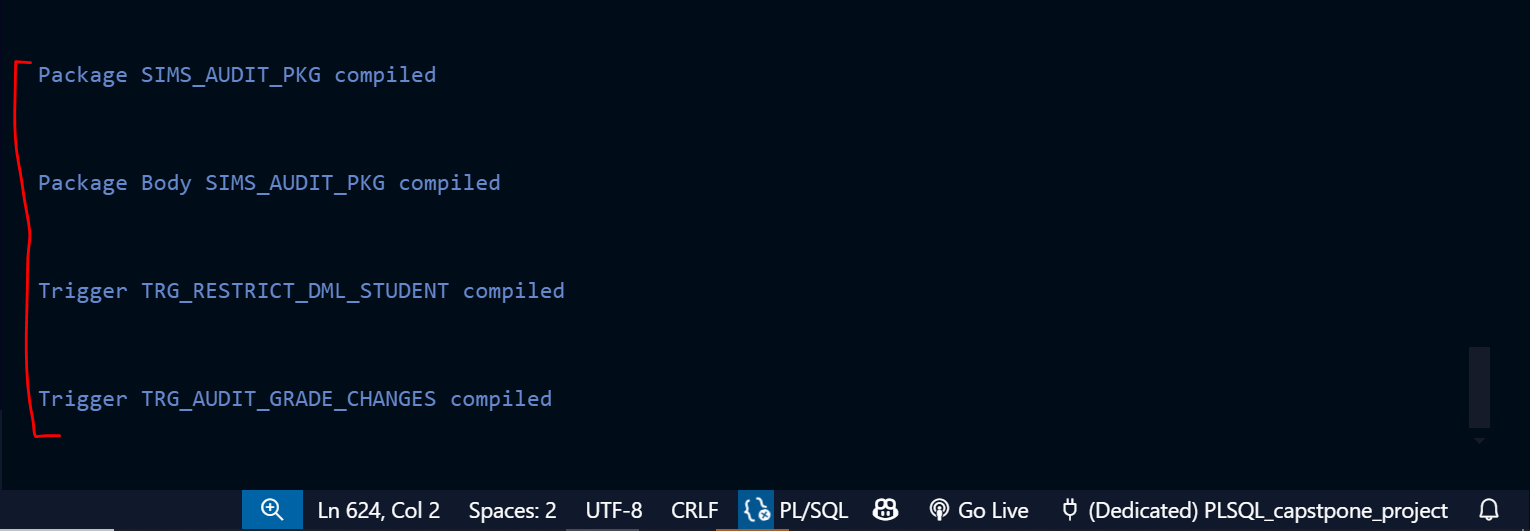 Package SIMS_AUDIT_PKG compiled
Package Body SIMS_AUDIT_PKG compiled
Trigger TRG_RESTRICT_DML_STUDENT compiled
Trigger TRG_AUDIT_GRADE_CHANGES compiled
Ln 624, Col 2 Spaces: 2 UTF-8 CRLF PL/SQL Go Live (Dedicated) PLSQL_capstpone_project